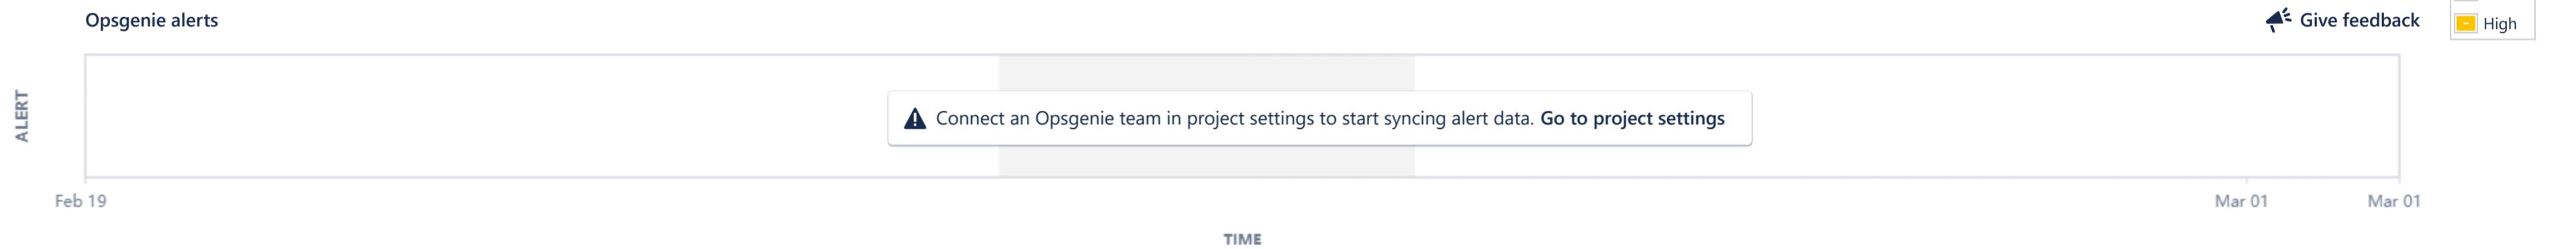 Opsgenie alerts
Give feedback
High
ALERT
Connect an Opsgenie team in project settings to start syncing alert data. Go to project settings
Feb 19
Mar 01
Mar 01
TIME